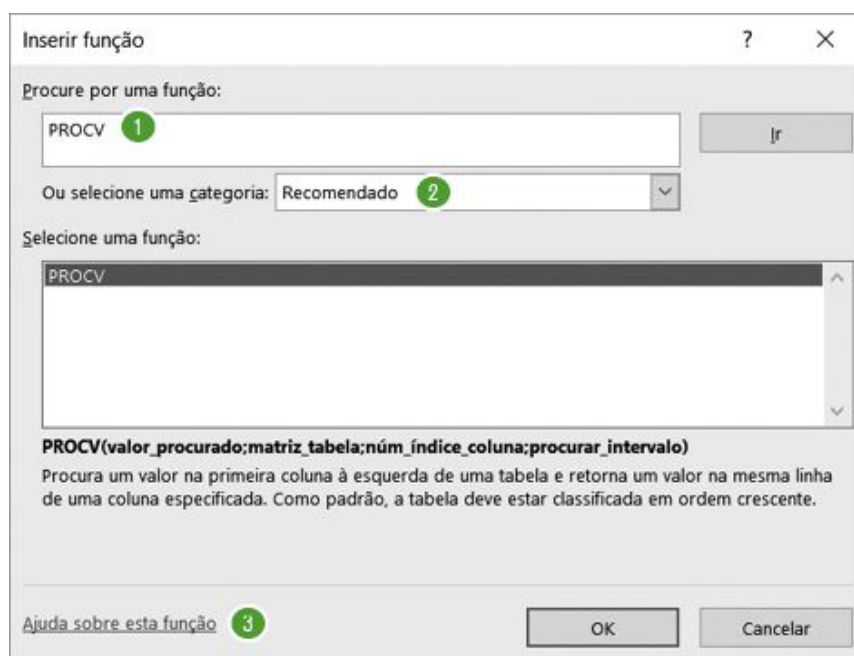 Inserir função ? ×
Procure por uma função:
PROCV 1
Ir
Ou selecione uma categoria: Recomendado 2
Selecione uma função:
PROCV
PROCV(valor_procurado;matriz_tabela;núm_índice_coluna;procurar_intervalo)
Procura um valor na primeira coluna à esquerda de uma tabela e retorna um valor na mesma linha
de uma coluna especificada. Como padrão, a tabela deve estar classificada em ordem crescente.
Ajuda sobre esta função 3
OK
Cancelar